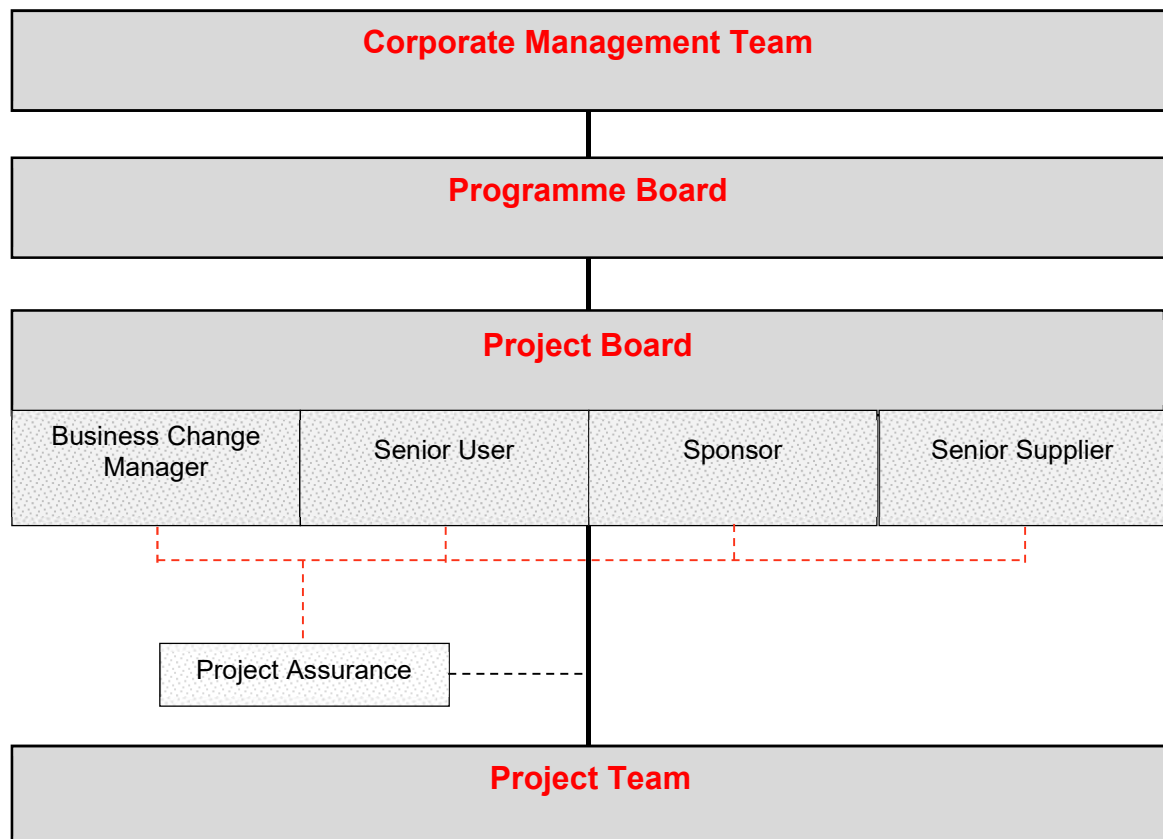 Corporate Management Team
Programme Board
Project Board
Business Change
Manager
Senior User
Sponsor
Senior Supplier
Project Assurance
Project Team